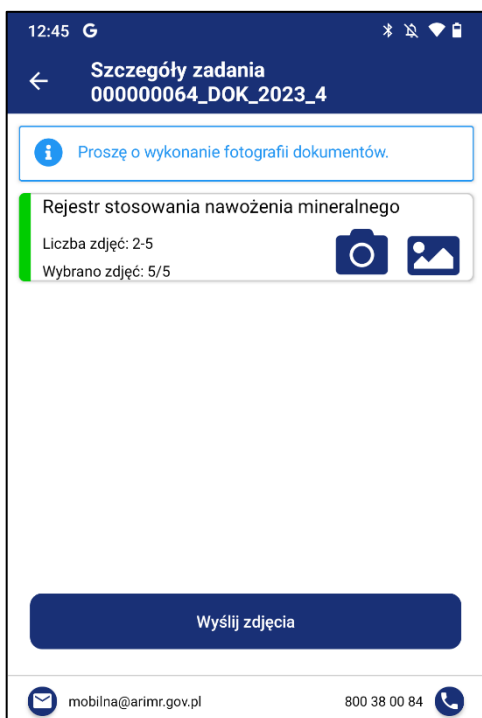 12:45 G
Szczegóły zadania
000000064_DOK_2023_4
Proszę o wykonanie fotografii dokumentów.
Rejestr stosowania nawożenia mineralnego
Liczba zdjęć: 2-5
Wybrano zdjęć: 5/5
Wyślij zdjęcia
mobilna@arimr.gov.pl 800 38 00 84